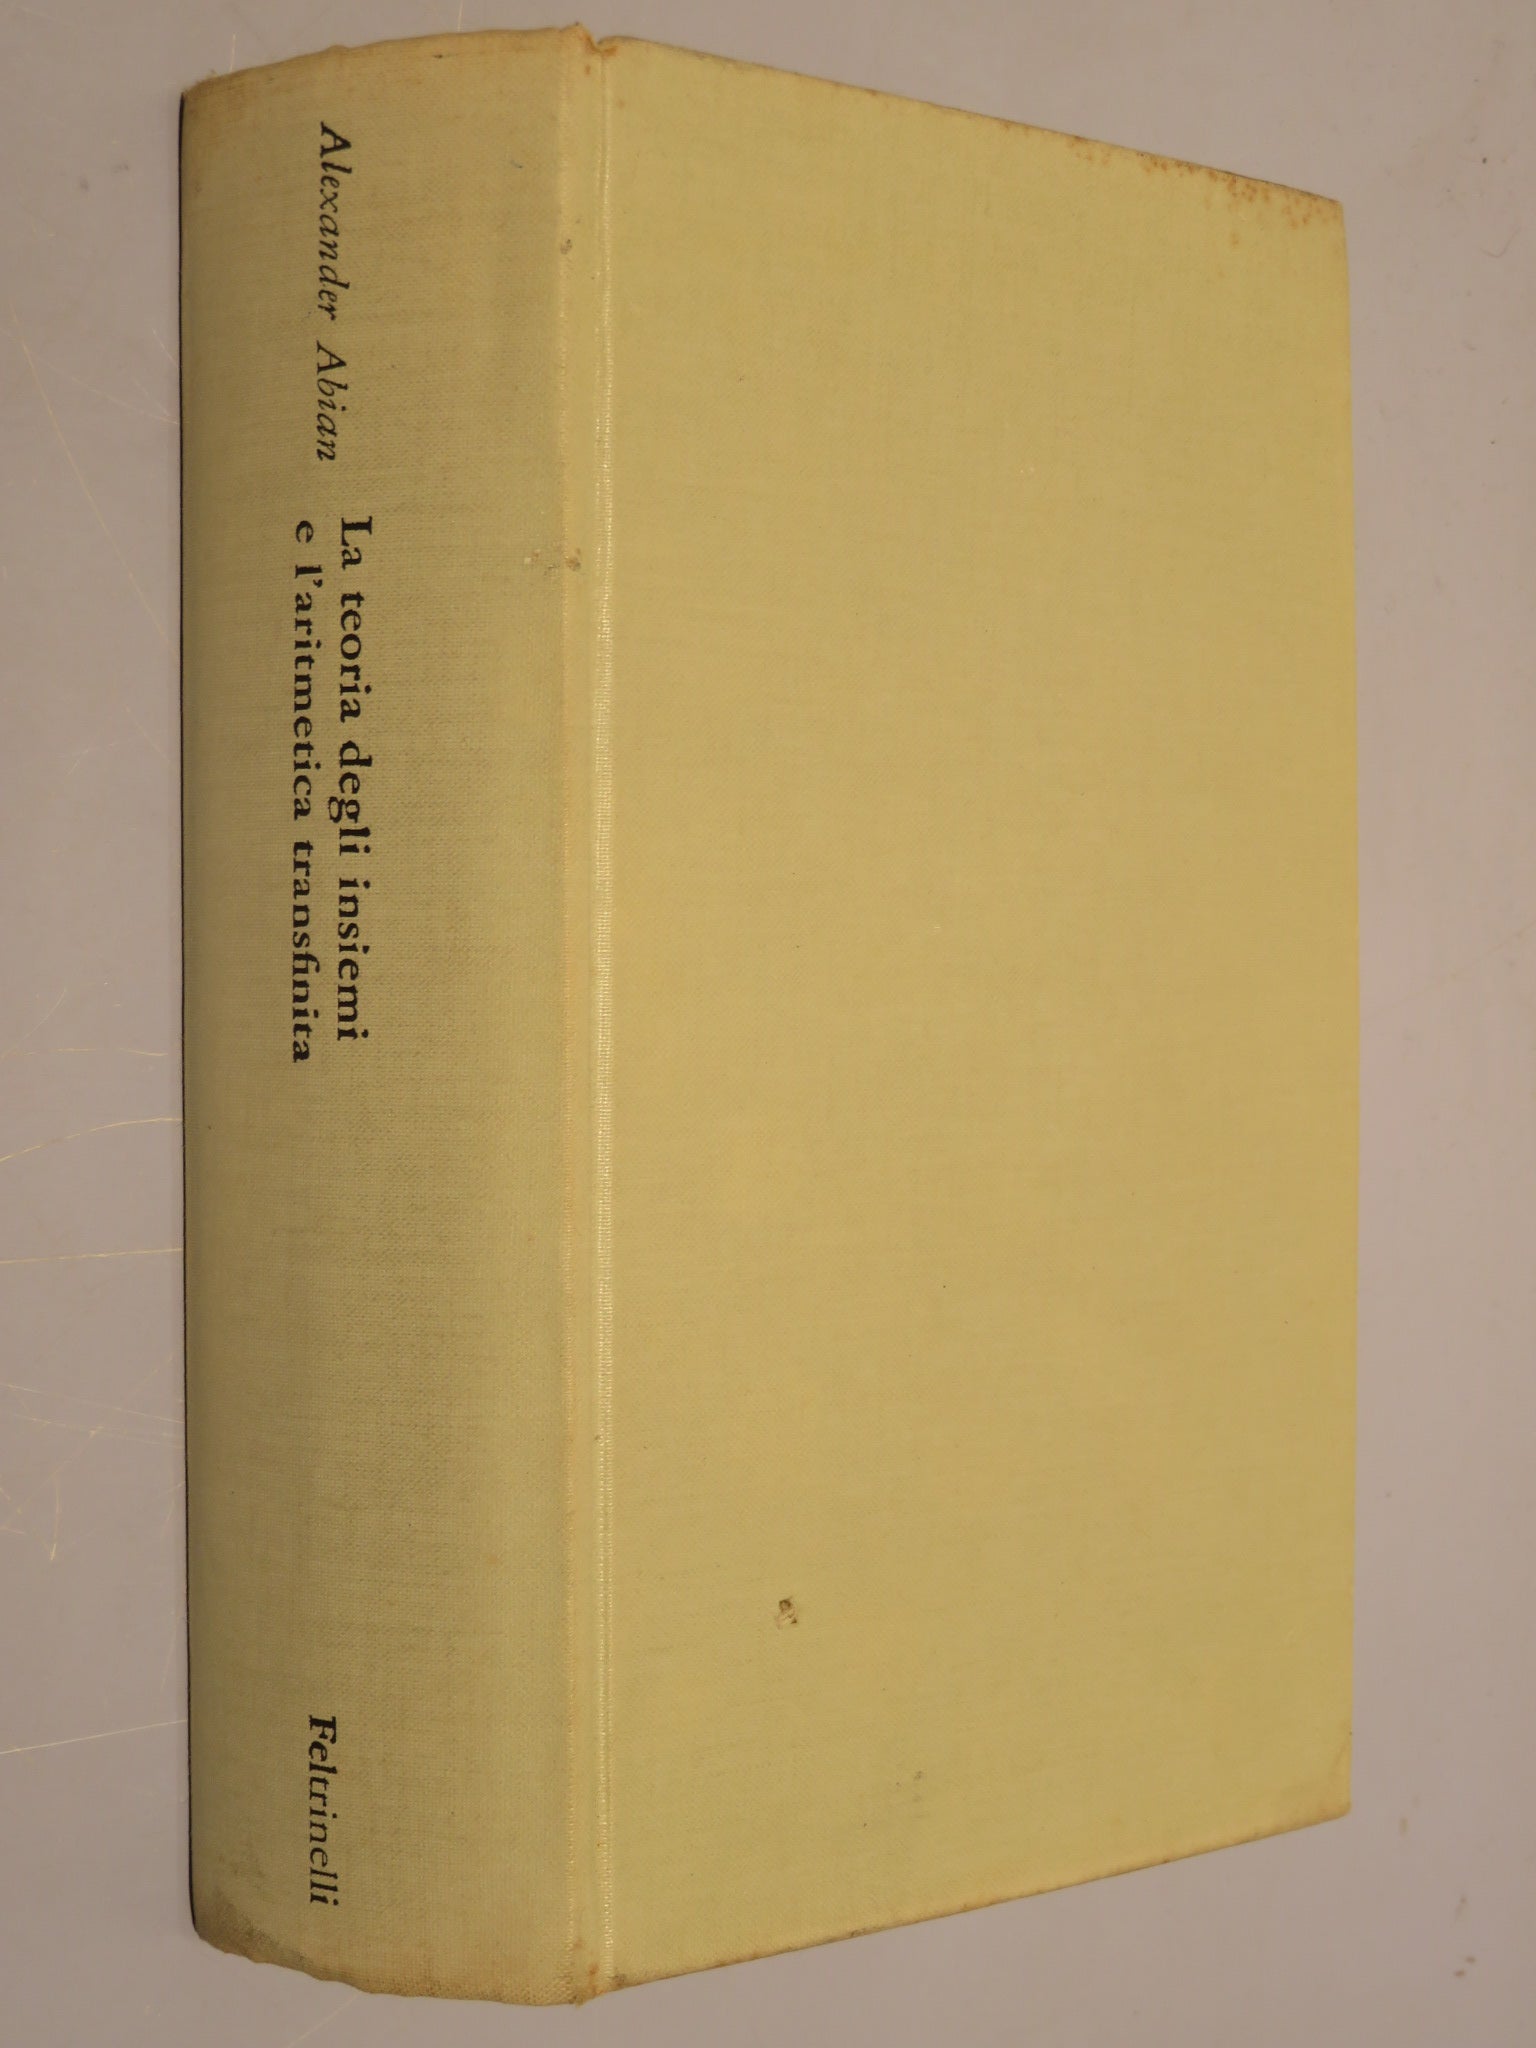 Alexander Abian
La teoria degli insiemi
e l'aritmetica transfinita
Feltrinelli